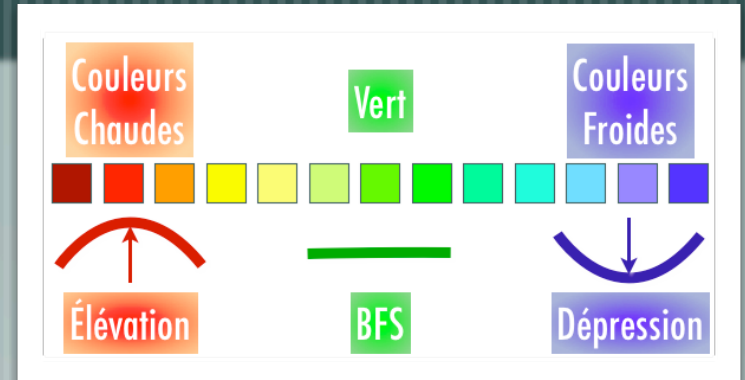 Couleurs
Chaudes
Vert
Couleurs
Froides
Élévation
BFS
Dépression